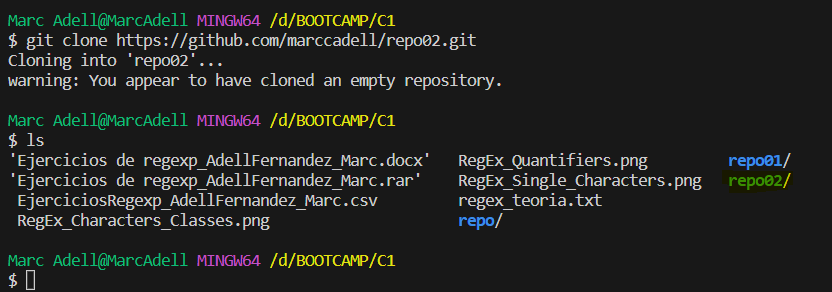 Marc Adell@MarcAdell MINGW64 /d/BOOTCAMP/C1
$ git clone https://github.com/marccadell/repo02.git
Cloning into 'repo02'...
warning: You appear to have cloned an empty repository.
Marc Adell@MarcAdell MINGW64 /d/BOOTCAMP/C1
$ ls
'Ejercicios de regexp_AdellFernandez_Marc.docx' RegEx_Quantifiers.png repo01/
'Ejercicios de regexp_AdellFernandez_Marc.rar' RegEx_Single_Characters.png repo02/
EjerciciosRegexp_AdellFernandez_Marc.csv regex_teoria.txt
RegEx_Characters_Classes.png repo/
Marc Adell@MarcAdell MINGW64 /d/BOOTCAMP/C1
$